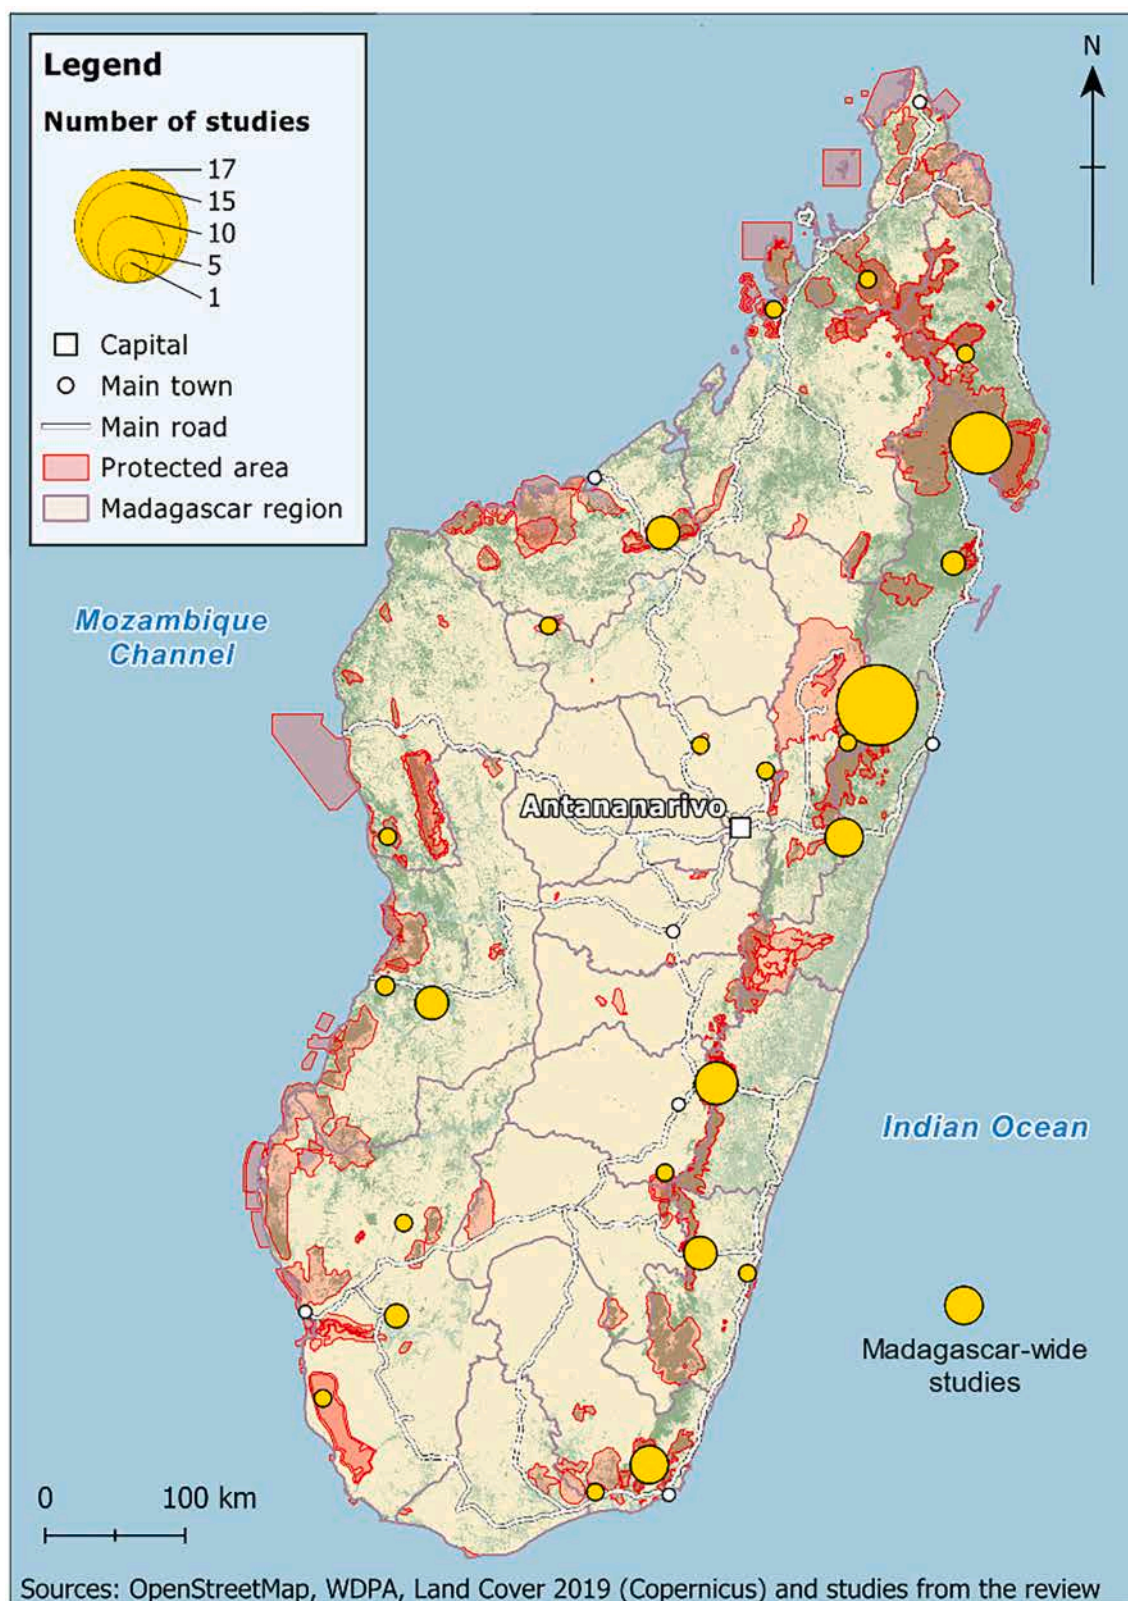 Legend
Number of studies
17
15
10
5
1
Capital
Main town
Main road
Protected area
Madagascar region
N
Mozambique
Channel
Antananarivo
Indian Ocean
Madagascar-wide
studies
0 100 km
Sources: OpenStreetMap, WDPA, Land Cover 2019 (Copernicus) and studies from the review